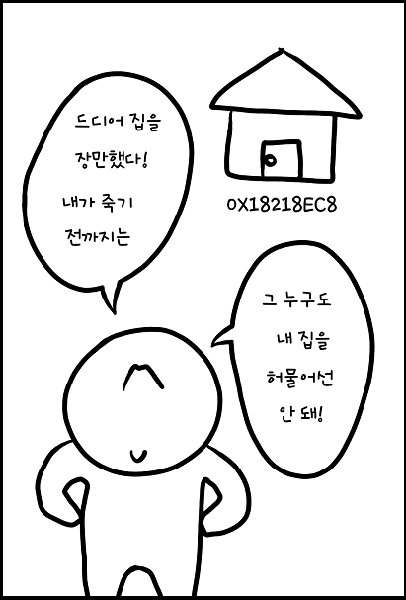 드디어 집을
장만했다!
내가 죽기
전까지는
0X18218EC8
그 누구도
내 집을
허물어선
안 돼!